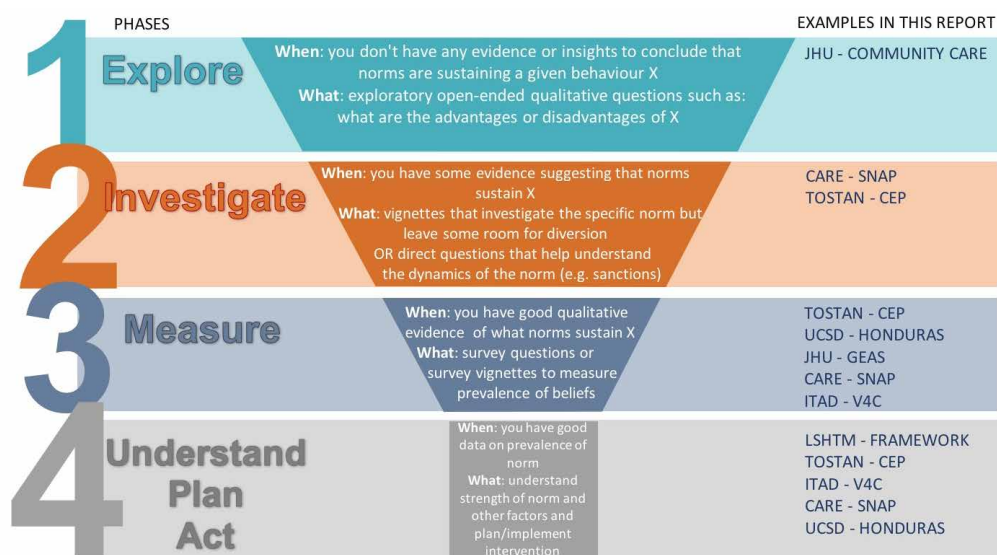 PHASES
EXAMPLES IN THIS REPORT
1
Explore
When: you don't have any evidence or insights to conclude that
norms are sustaining a given behaviour X
What: exploratory open-ended qualitative questions such as:
what are the advantages or disadvantages of X
JHU - COMMUNITY CARE
2
Investigate
When: you have some evidence suggesting that norms
sustain X
What: vignettes that investigate the specific norm but
leave some room for diversion
OR direct questions that help understand
the dynamics of the norm (e.g. sanctions)
CARE - SNAP
TOSTAN - CEP
3
Measure
When: you have good qualitative
evidence of what norms sustain X
What: survey questions or
survey vignettes to measure
prevalence of beliefs
TOSTAN - CEP
UCSD - HONDURAS
JHU - GEAS
CARE - SNAP
ITAD - V4C
4
Understand
Plan
Act
When: you have good
data on prevalence of
norm
What: understand
strength of norm and
other factors and
plan/implement
intervention
LSHTM - FRAMEWORK
TOSTAN - CEP
ITAD - V4C
CARE - SNAP
UCSD - HONDURAS